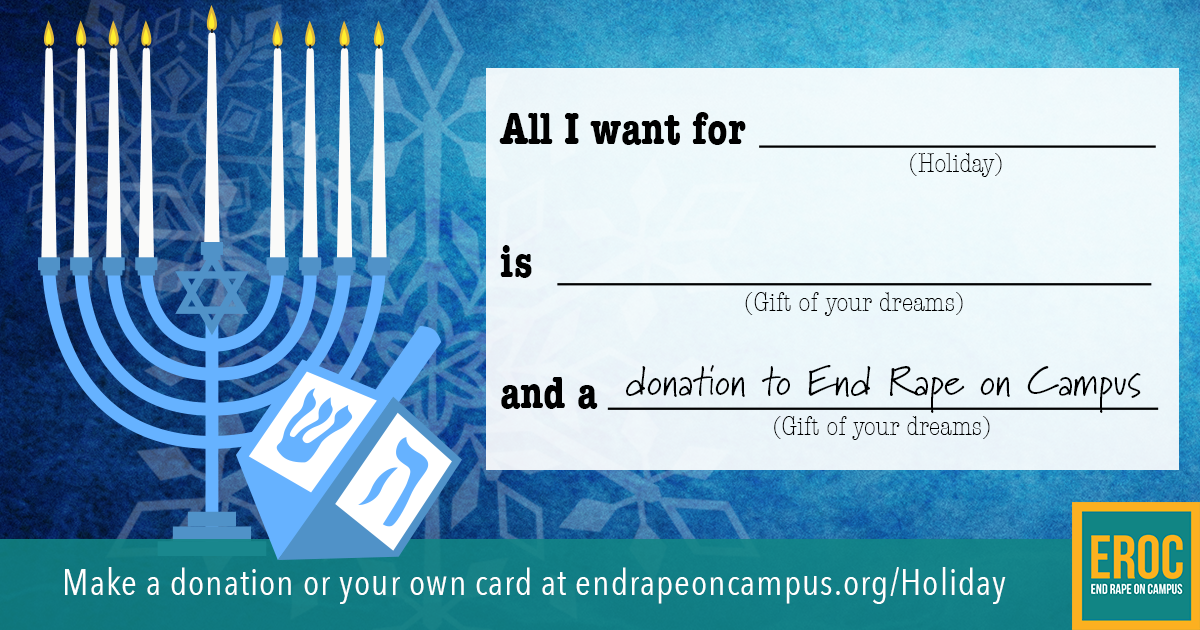 All I want for
(Holiday)
is
(Gift of your dreams)
and a donation to End Rape on Campus
(Gift of your dreams)
ש ה
Make a donation or your own card at endrapeoncampus.org/Holiday
EROC
END RAPE ON CAMPUS